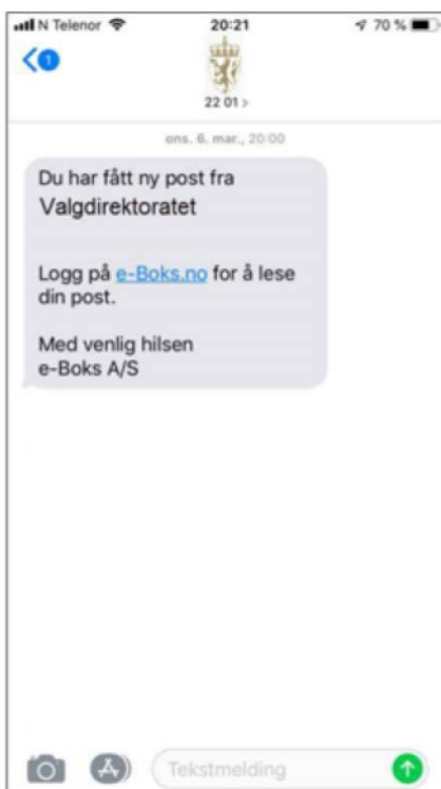 N Telenor 20:21 70 %
1
22 01 >
ons. 6. mar., 20:00
Du har fått ny post fra
Valgdirektoratet
Logg på e-Boks.no for å lese
din post.
Med venlig hilsen
e-Boks A/S
Tekstmelding